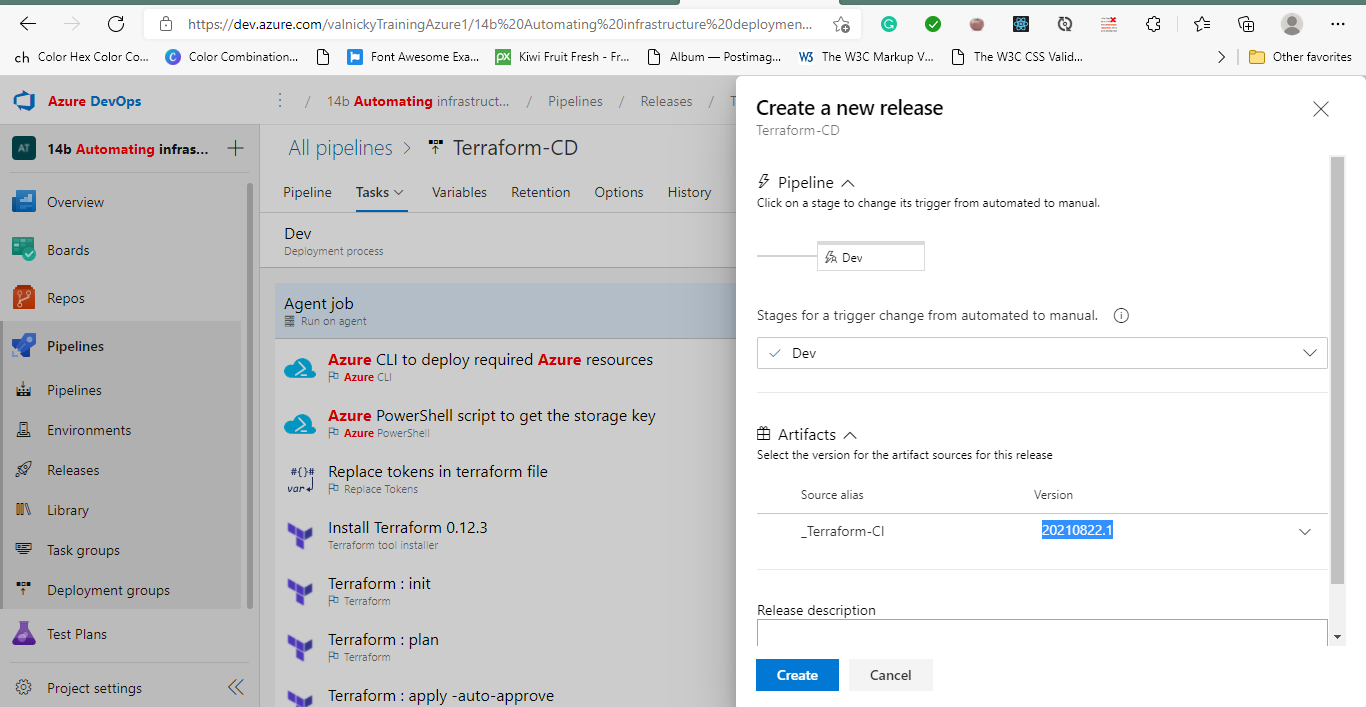 https://dev.azure.com/valnickyTrainingAzure1/14b%20Automating%20infrastructure%20deploymen...
ch Color Hex Color Co...
Color Combination...
Font Awesome Exa...
Kiwi Fruit Fresh - Fr...
Album — Postimag...
The W3C Markup V...
The W3C CSS Valid...
Other favorites
Azure DevOps
/ 14b Automating infrastruct... / Pipelines / Releases / T
AT 14b Automating infras...
Overview
Boards
Repos
Pipelines
Pipelines
Environments
Releases
Library
Task groups
Deployment groups
Test Plans
Project settings
All pipelines > Terraform-CD
Pipeline Tasks Variables Retention Options History
Dev
Deployment process
Agent job
Run on agent
Azure CLI to deploy required Azure resources
Azure CLI
Azure PowerShell script to get the storage key
Azure PowerShell
#{}#
var
Replace tokens in terraform file
Replace Tokens
Install Terraform 0.12.3
Terraform tool installer
Terraform : init
Terraform
Terraform : plan
Terraform
Terraform : apply -auto-approve
Create a new release
Terraform-CD
Pipeline
Click on a stage to change its trigger from automated to manual.
Dev
Stages for a trigger change from automated to manual.
Dev
Artifacts
Select the version for the artifact sources for this release
Source alias Version
_Terraform-CI 20210822.1
Release description
Create Cancel